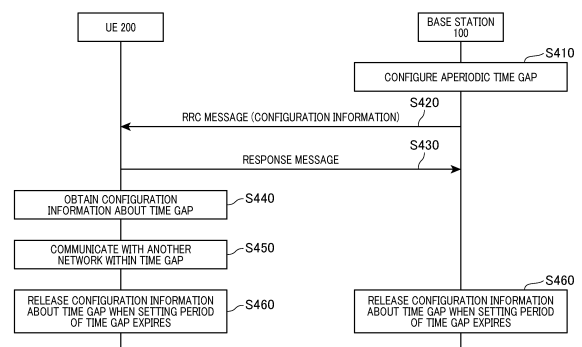 UE 200
BASE STATION
100
S410
CONFIGURE APERIODIC TIME GAP
S420
RRC MESSAGE (CONFIGURATION INFORMATION)
S430
RESPONSE MESSAGE
OBTAIN CONFIGURATION
INFORMATION ABOUT TIME GAP
S440
COMMUNICATE WITH ANOTHER
NETWORK WITHIN TIME GAP
S450
RELEASE CONFIGURATION INFORMATION
ABOUT TIME GAP WHEN SETTING PERIOD
OF TIME GAP EXPIRES
S460
S460
RELEASE CONFIGURATION INFORMATION
ABOUT TIME GAP WHEN SETTING PERIOD
OF TIME GAP EXPIRES